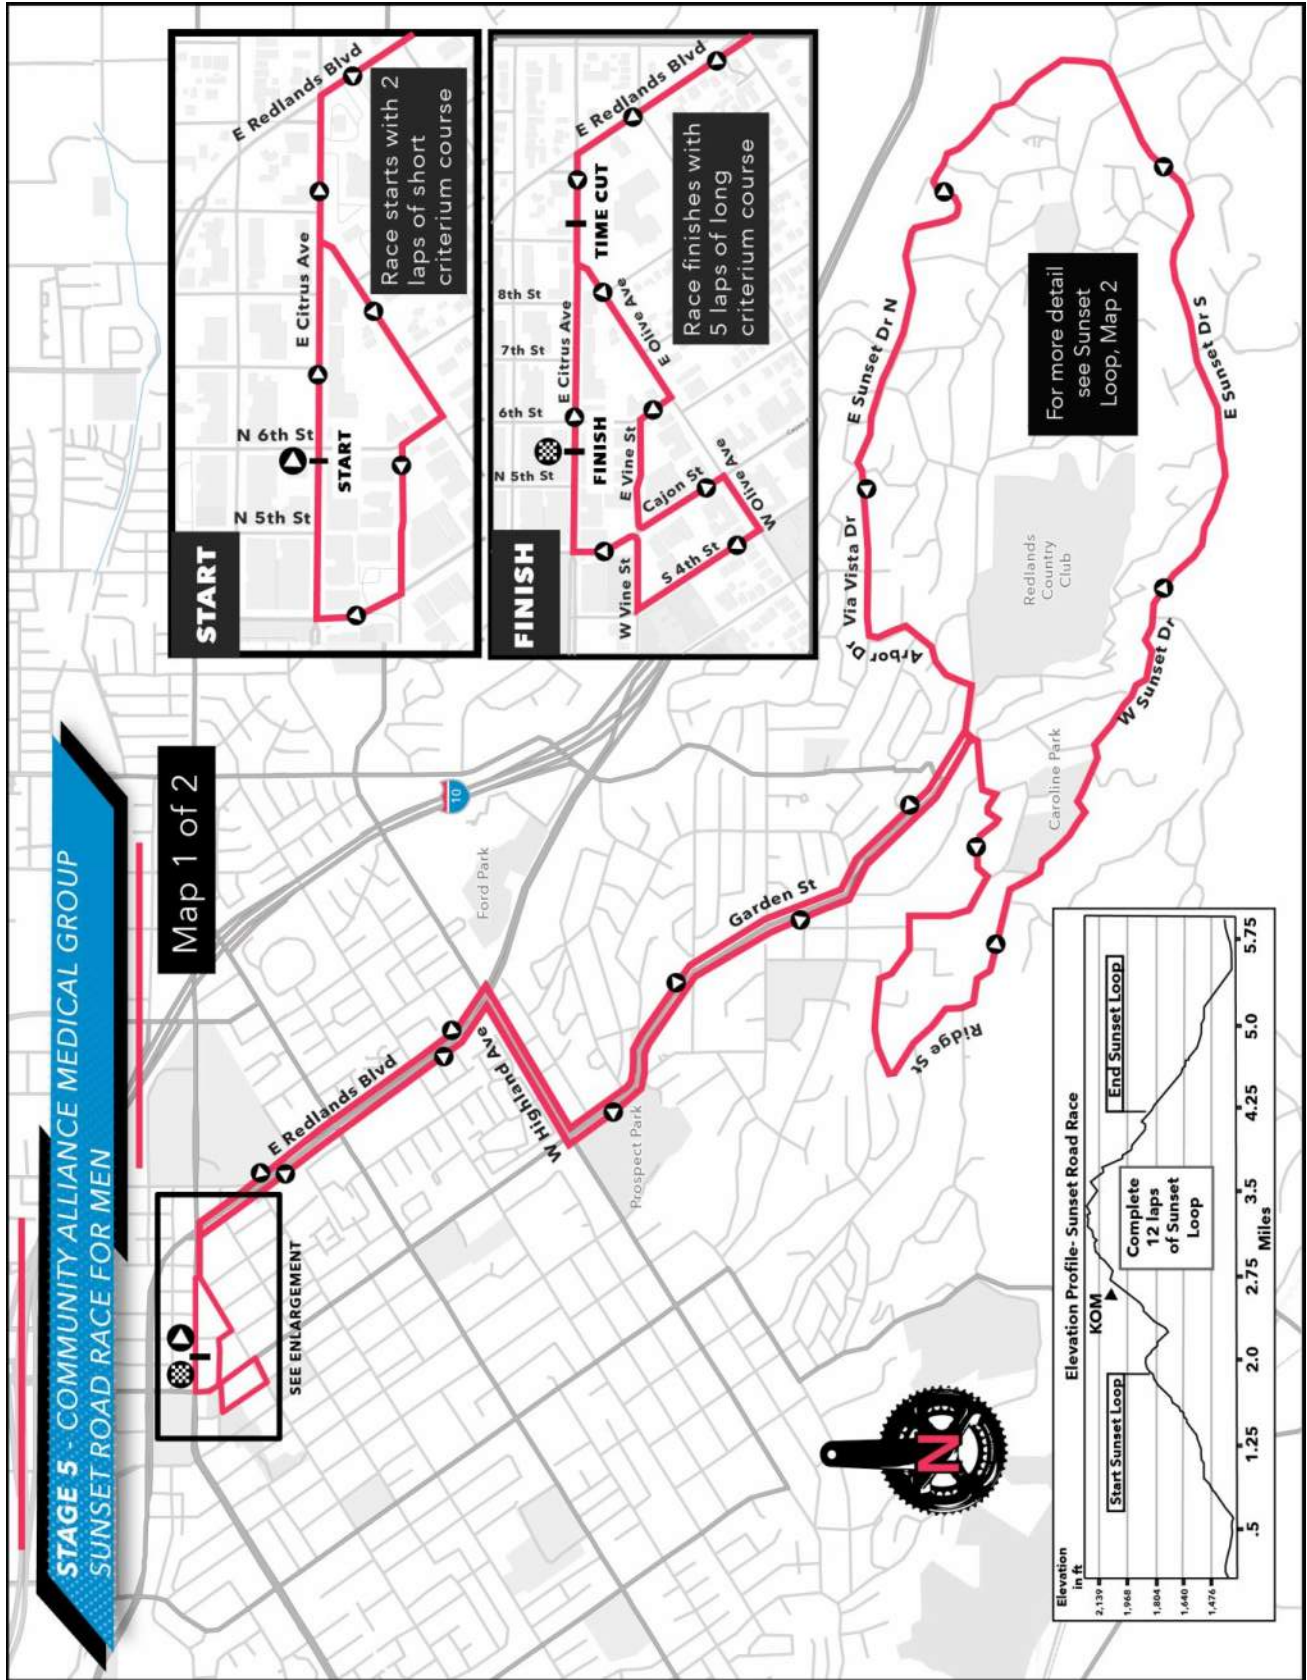 STAGE 5 - COMMUNITY ALLIANCE MEDICAL GROUP
SUNSET ROAD RACE FOR MEN
Map 1 of 2
START
N 5th St
N 6th St
START
E Citrus Ave
E Redlands Blvd
Race starts with 2
laps of short
criterium course
FINISH
N 5th St
6th St
7th St
8th St
FINISH
E Citrus Ave
TIME CUT
E Redlands Blvd
W Vine St
E Vine St
S 4th St
Cajon St
W Olive Ave
E Olive Ave
Race finishes with
5 laps of long
criterium course
SEE ENLARGEMENT
E Redlands Blvd
W Highland Ave
10
Ford Park
Prospect Park
Garden St
Arbor Dr
Via Vista Dr
E Sunset Dr N
Redlands
Country
Club
For more detail
see Sunset
Loop, Map 2
E Sunset Dr S
W Sunset Dr
Caroline Park
Ridge St
N
Elevation Profile- Sunset Road Race
Elevation
in ft
2,139
1,968
1,804
1,640
1,476
Start Sunset Loop
KOM
Complete
12 laps
of Sunset
Loop
End Sunset Loop
.5
1.25
2.0
2.75
3.5
4.25
5.0
5.75
Miles